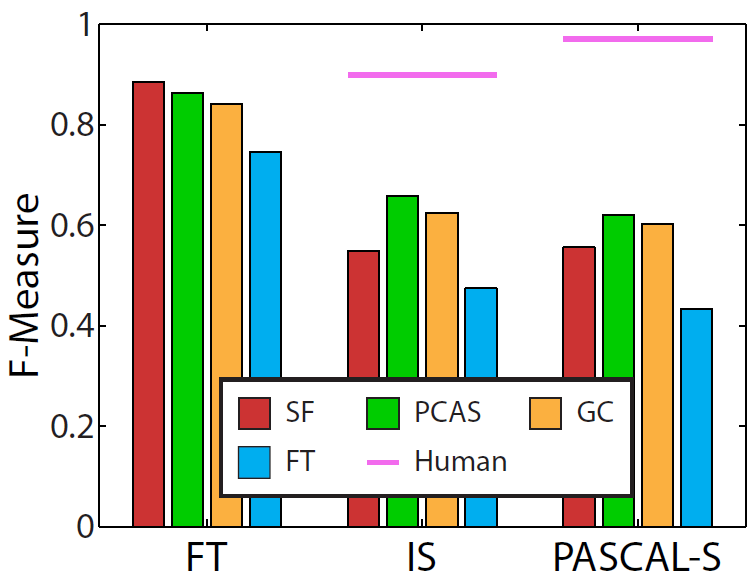 1
0.8
0.6
0.4
0.2
0
F-Measure
SF PCAS GC
FT Human
FT IS PASCAL-S